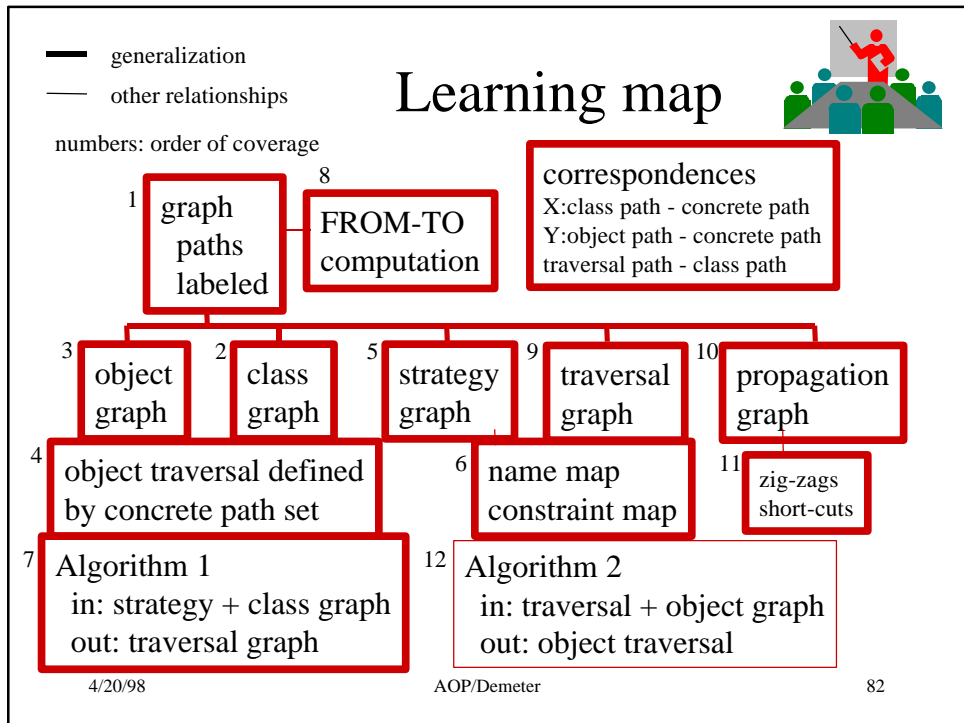 generalization
other relationships
Learning map
numbers: order of coverage
1
graph
paths
labeled
8
FROM-TO
computation
correspondences
X:class path - concrete path
Y:object path - concrete path
traversal path - class path
3
object
graph
2
class
graph
5
strategy
graph
9
traversal
graph
10
propagation
graph
4
object traversal defined
by concrete path set
6
name map
constraint map
11
zig-zags
short-cuts
7
Algorithm 1
in: strategy + class graph
out: traversal graph
12
Algorithm 2
in: traversal + object graph
out: object traversal
4/20/98
AOP/Demeter
82